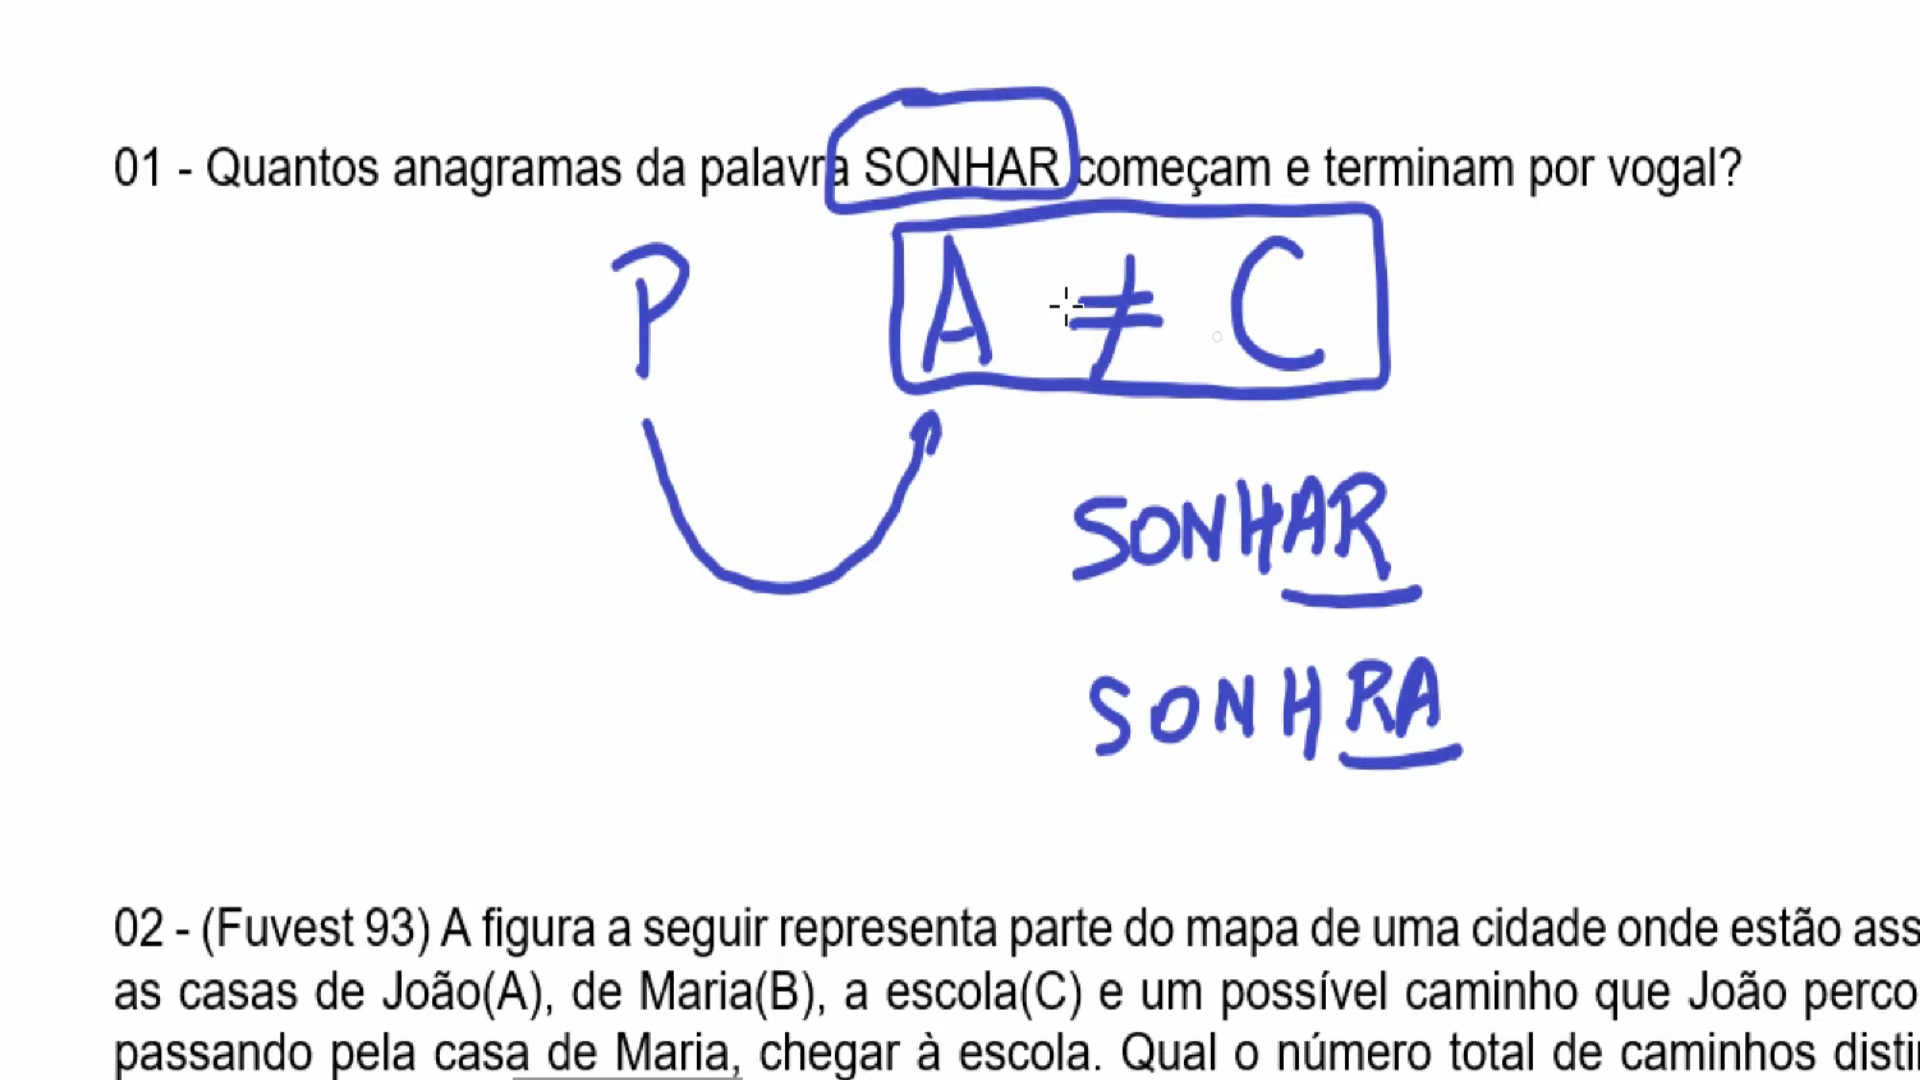 01 - Quantos anagramas da palavra SONHAR começam e terminam por vogal?
P A ≠ C
SONHAR
SONHRA
02 - (Fuvest 93) A figura a seguir representa parte do mapa de uma cidade onde estão ass
as casas de João(A), de Maria(B), a escola(C) e um possível caminho que João perco
passando pela casa de Maria, chegar à escola. Qual o número total de caminhos disti